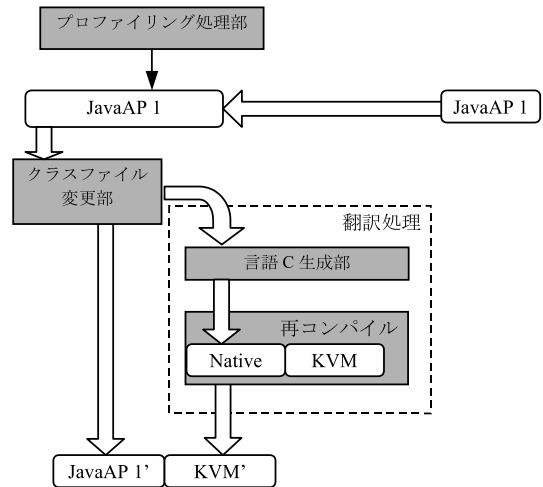 プロファイリング処理部
JavaAP 1
JavaAP 1
クラスファイル
変更部
翻訳処理
言語 C 生成部
再コンパイル
Native
KVM
JavaAP 1’
KVM’